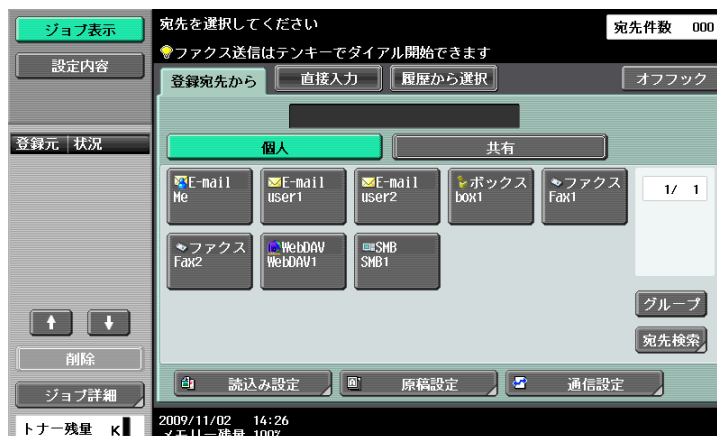 ジョブ表示
設定内容
登録元 状況
削除
ジョブ詳細
トナー残量 K
宛先を選択してください
宛先件数 000
ファクス送信はテンキーでダイアル開始できます
登録宛先から 直接入力 履歴から選択 オフフック
個人 共有
E-mail
Me
E-mail
user1
E-mail
user2
ボックス
box1
ファクス
Fax1
1/ 1
ファクス
Fax2
WebDAV
WebDAV1
SMB
SMB1
グループ
宛先検索
読込み設定 原稿設定 通信設定
2009/11/02 14:26
メモリー残量 100%